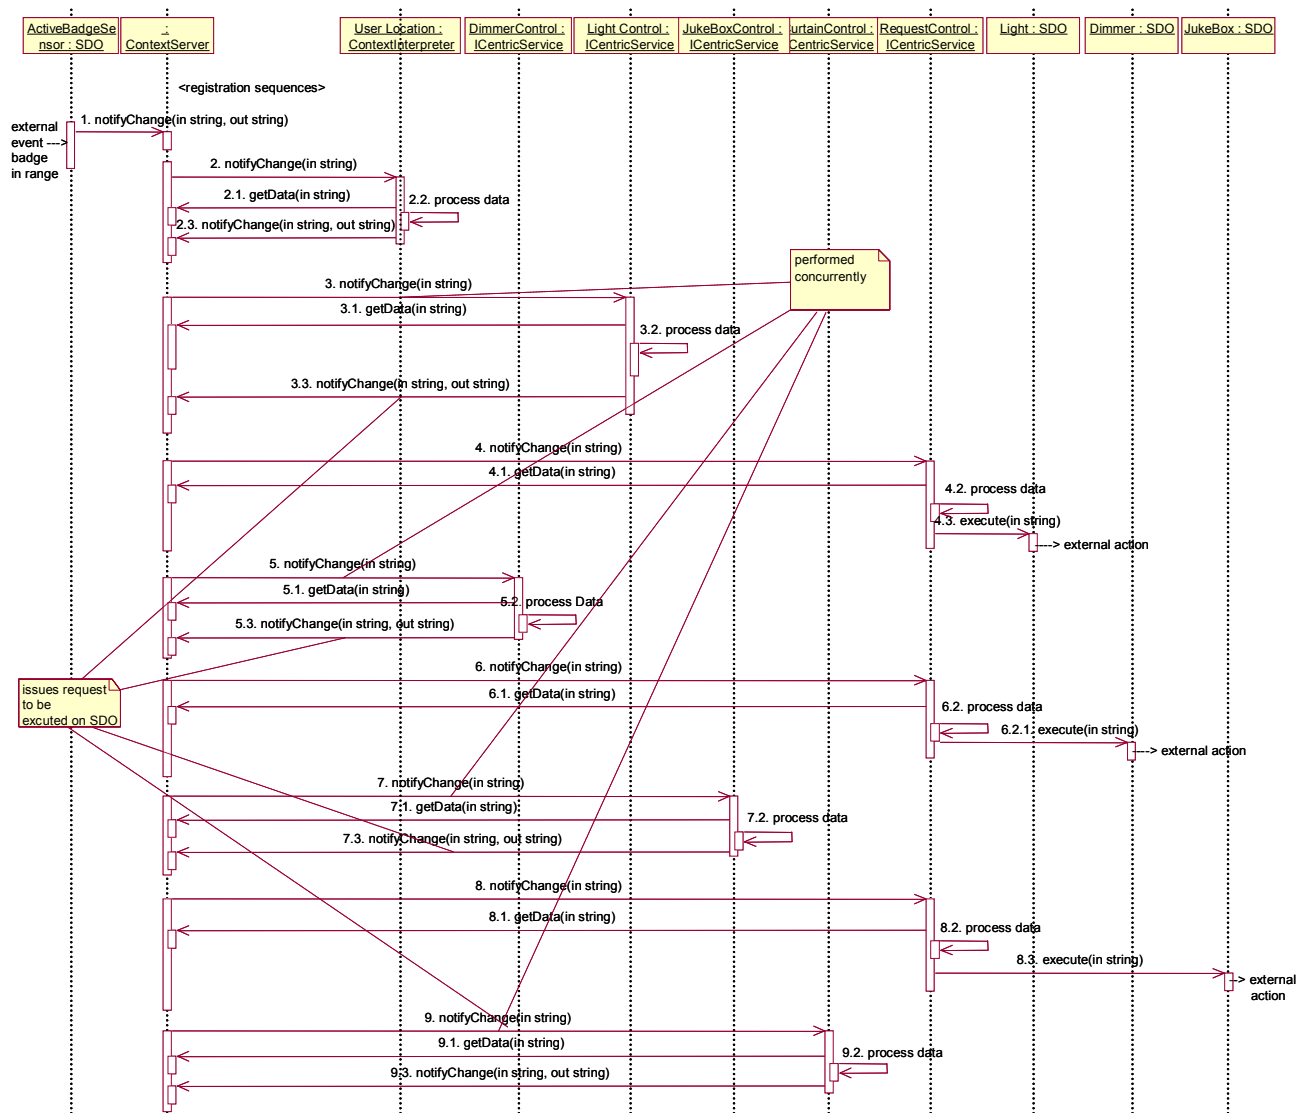 ActiveBadgeSe
nsor : SDO
:
ContextServer
User Location :
ContextInterpreter
DimmerControl :
ICentricService
Light Control :
ICentricService
JukeBoxControl :
ICentricService
urtainControl :
CentricService
RequestControl :
ICentricService
Light : SDO
Dimmer : SDO
JukeBox : SDO
<registration sequences>
external
event --->
badge
in range
1. notifyChange(in string, out string)
2. notifyChange(in string)
2.1. getData(in string)
2.2. process data
2.3. notifyChange(in string, out string)
performed
concurrently
3. notifyChange(in string)
3.1. getData(in string)
3.2. process data
3.3. notifyChange(in string, out string)
4. notifyChange(in string)
4.1. getData(in string)
4.2. process data
4.3. execute(in string)
----> external action
5. notifyChange(in string)
5.1. getData(in string)
5.2. process Data
5.3. notifyChange(in string, out string)
issues request
to be
excuted on SDO
6. notifyChange(in string)
6.1. getData(in string)
6.2. process data
6.2.1. execute(in string)
----> external action
7. notifyChange(in string)
7.1. getData(in string)
7.2. process data
7.3. notifyChange(in string, out string)
8. notifyChange(in string)
8.1. getData(in string)
8.2. process data
8.3. execute(in string)
--> external
action
9. notifyChange(in string)
9.1. getData(in string)
9.2. process data
9.3. notifyChange(in string, out string)